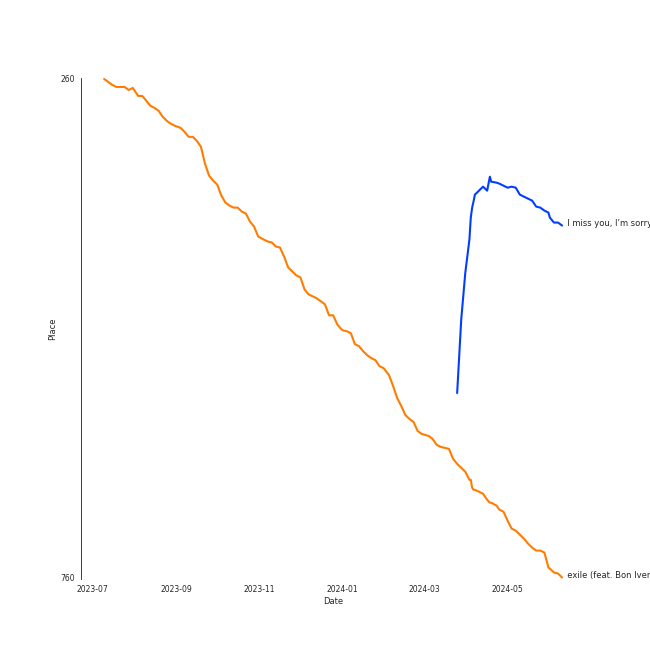 260
I miss you, I'm sorry
Place
exile (feat. Bon Iver
760
2023-07 2023-09 2023-11 2024-01 2024-03 2024-05
Date